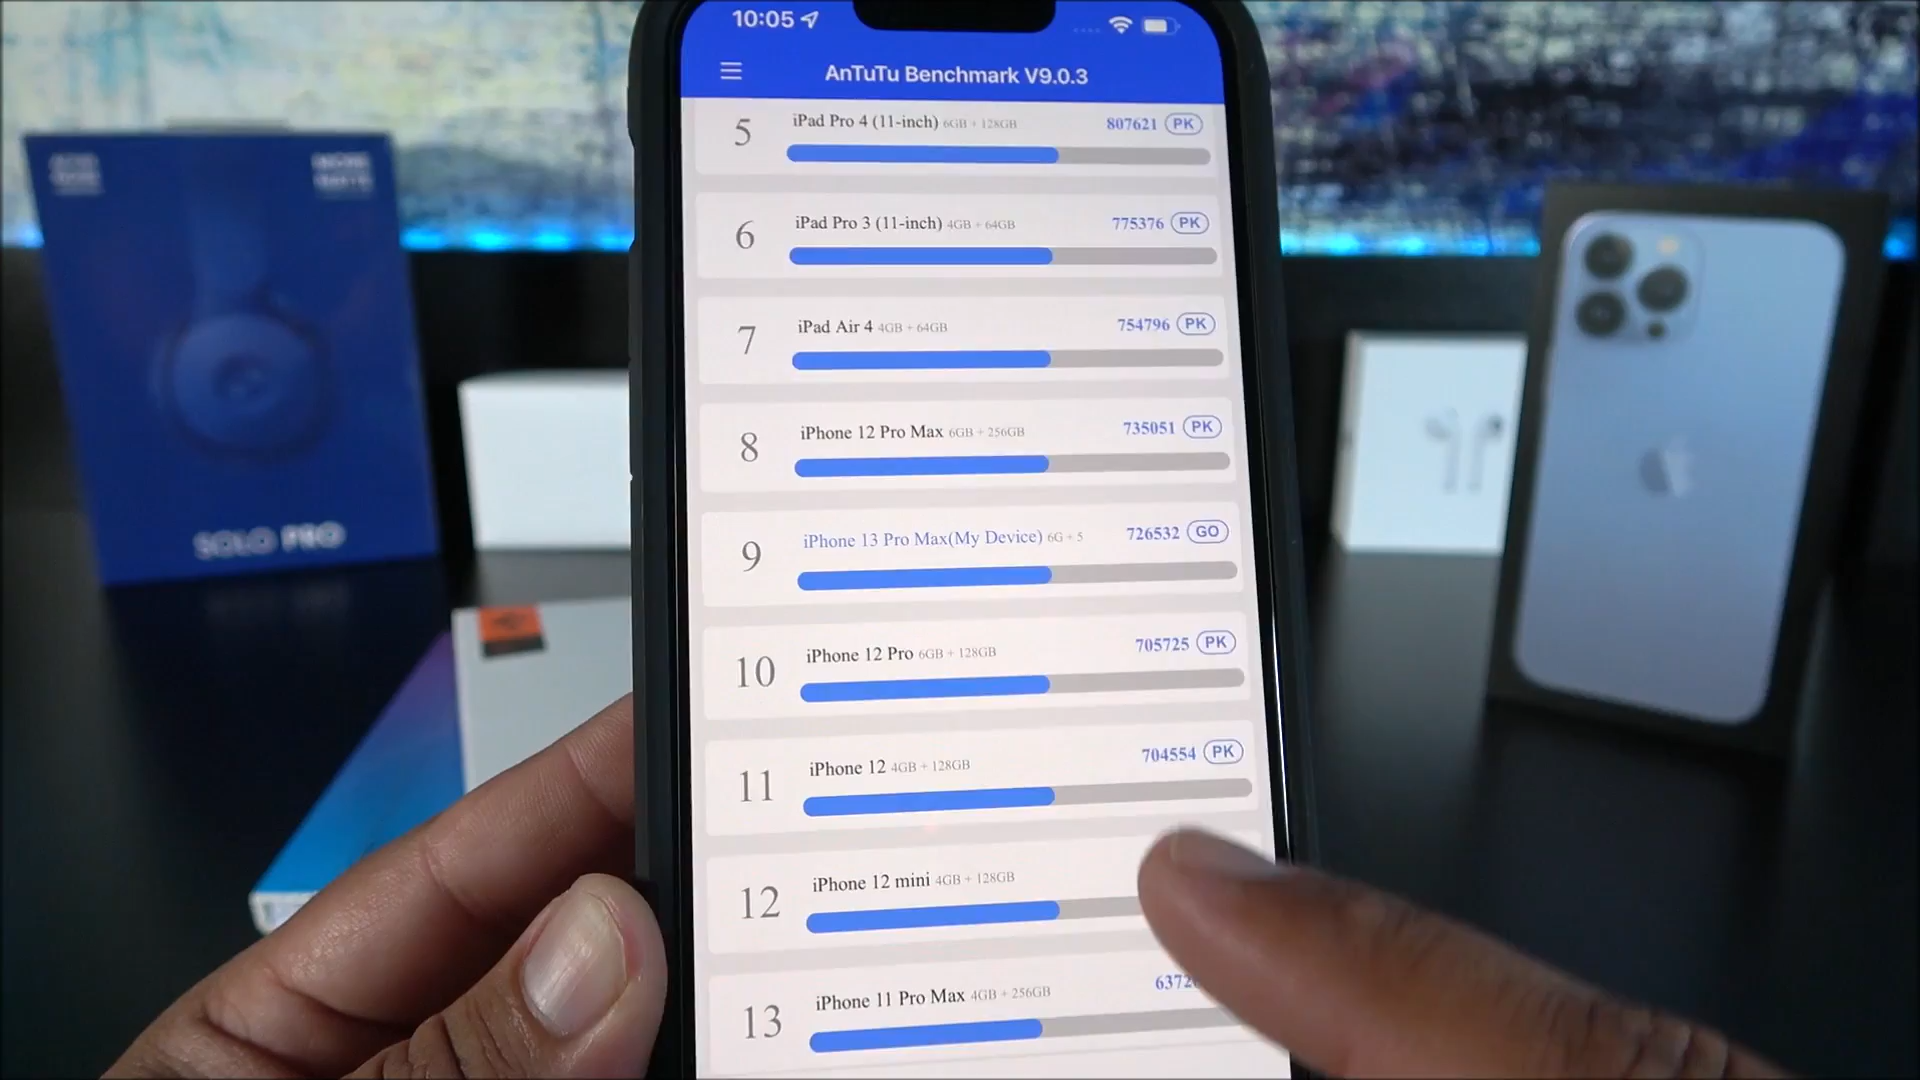 10:05
AnTuTu Benchmark V9.0.3
5 iPad Pro 4 (11-inch) 6GB + 128GB 807621 PK
6 iPad Pro 3 (11-inch) 4GB + 64GB 775376 PK
7 iPad Air 4 4GB + 64GB 754796 PK
8 iPhone 12 Pro Max 6GB + 256GB 735051 PK
9 iPhone 13 Pro Max(My Device) 6G + 5 726532 GO
10 iPhone 12 Pro 6GB + 128GB 705725 PK
11 iPhone 12 4GB + 128GB 704554 PK
12 iPhone 12 mini 4GB + 128GB
13 iPhone 11 Pro Max 4GB + 256GB 6372
SOLO PRO